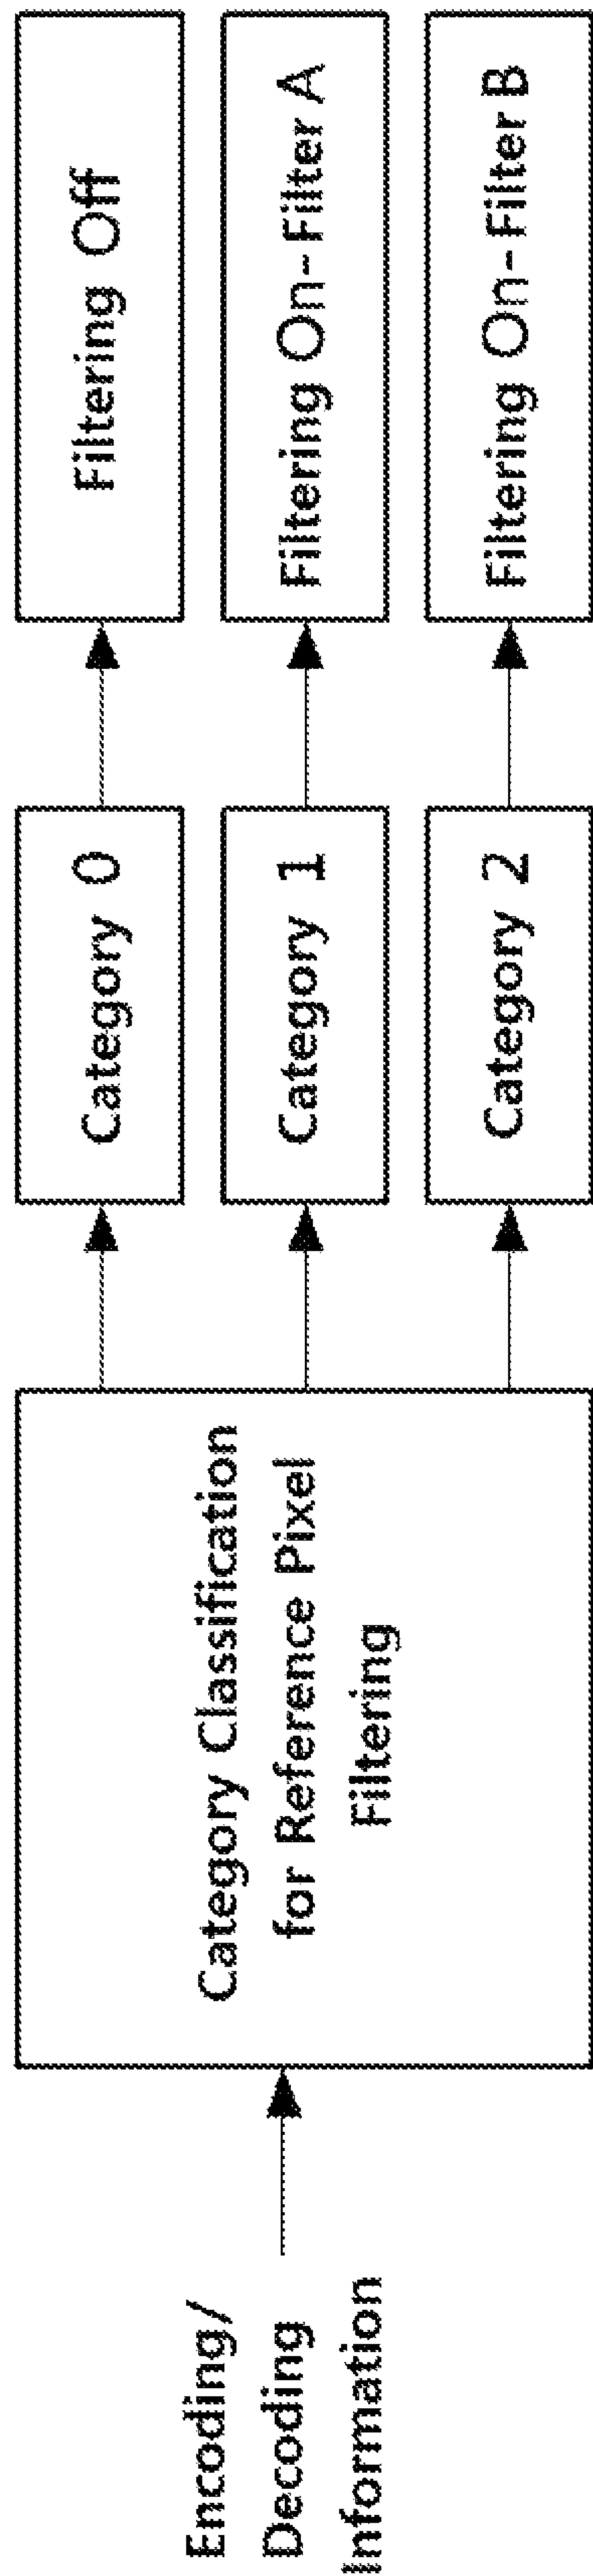 Encoding/
Decoding
Information
Category Classification
for Reference Pixel
Filtering
Category 0
Category 1
Category 2
Filtering Off
Filtering On-Filter A
Filtering On-Filter B